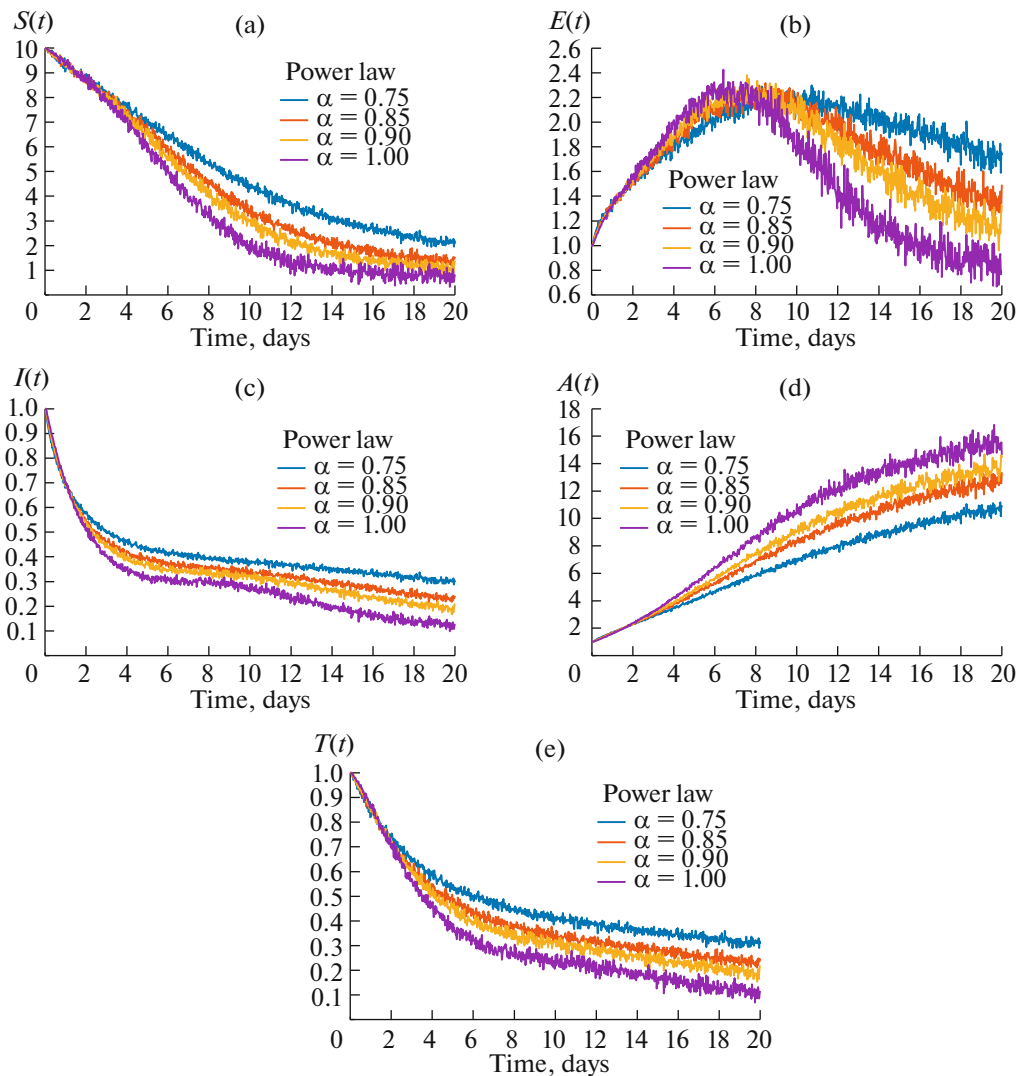 S(t)
(a)
10
9
8
7
6
5
4
3
2
1
0
2 4 6 8 10 12 14 16 18 20
Time, days
Power law
α = 0.75
α = 0.85
α = 0.90
α = 1.00
E(t)
(b)
2.6
2.4
2.2
2.0
1.8
1.6
1.4
1.2
1.0
0.8
0.6
0 2 4 6 8 10 12 14 16 18 20
Time, days
Power law
α = 0.75
α = 0.85
α = 0.90
α = 1.00
I(t)
(c)
1.0
0.9
0.8
0.7
0.6
0.5
0.4
0.3
0.2
0.1
0 2 4 6 8 10 12 14 16 18 20
Time, days
Power law
α = 0.75
α = 0.85
α = 0.90
α = 1.00
A(t)
(d)
18
16
14
12
10
8
6
4
2
0 2 4 6 8 10 12 14 16 18 20
Time, days
Power law
α = 0.75
α = 0.85
α = 0.90
α = 1.00
T(t)
(e)
1.0
0.9
0.8
0.7
0.6
0.5
0.4
0.3
0.2
0.1
0 2 4 6 8 10 12 14 16 18 20
Time, days
Power law
α = 0.75
α = 0.85
α = 0.90
α = 1.00